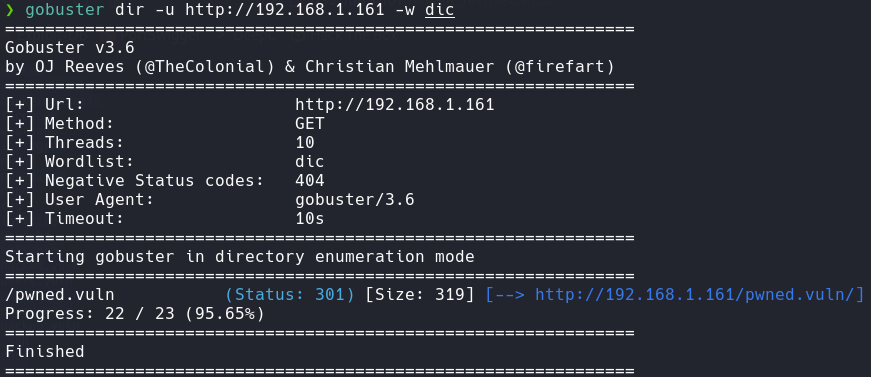 ❯ gobuster dir -u http://192.168.1.161 -w dic
===============================================================
Gobuster v3.6
by OJ Reeves (@TheColonial) & Christian Mehlmauer (@firefart)
===============================================================
[+] Url:                     http://192.168.1.161
[+] Method:                  GET
[+] Threads:                 10
[+] Wordlist:                dic
[+] Negative Status codes:   404
[+] User Agent:              gobuster/3.6
[+] Timeout:                 10s
===============================================================
Starting gobuster in directory enumeration mode
===============================================================
/pwned.vuln           (Status: 301) [Size: 319] [--> http://192.168.1.161/pwned.vuln/]
Progress: 22 / 23 (95.65%)
===============================================================
Finished
===============================================================